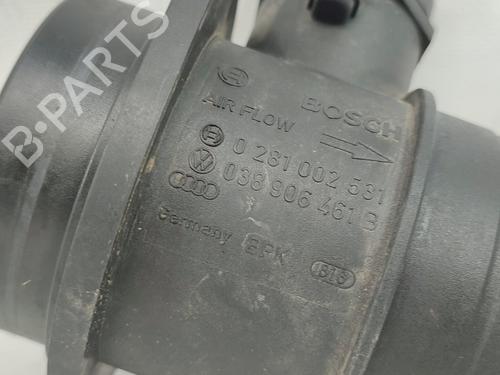 BOSCH
AIR FLOW
0 281 002 531
038 906 461 B
Germany BPK
B-PARTS